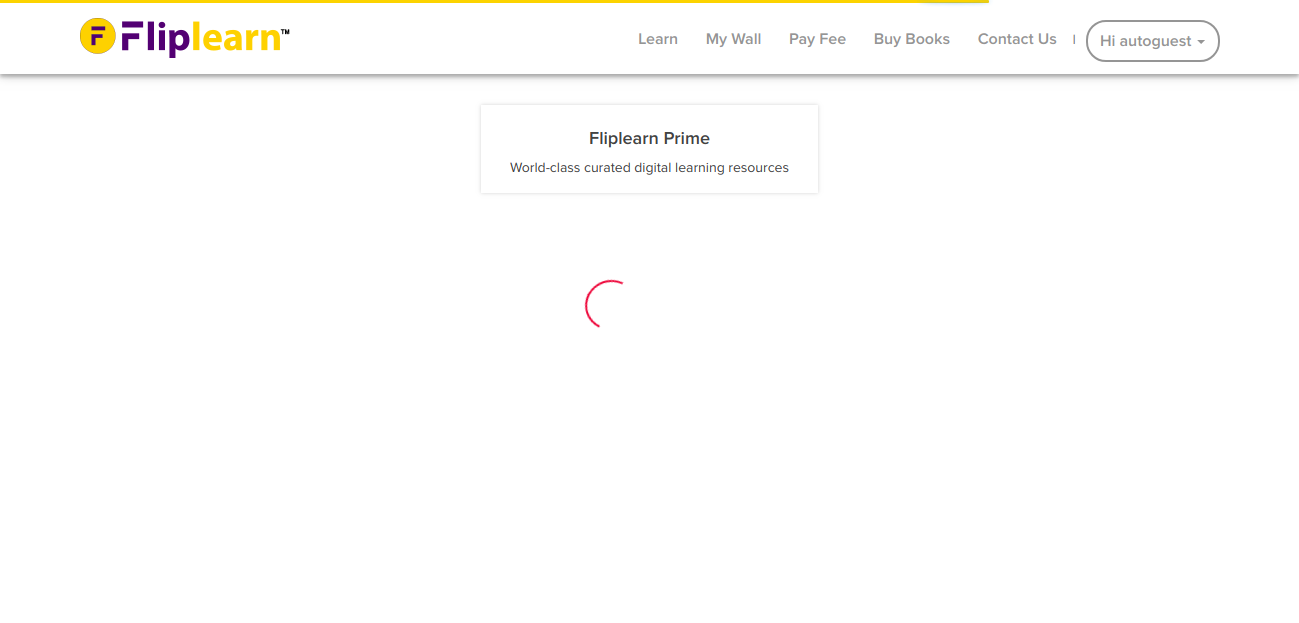 F Fliplearn™
Learn My Wall Pay Fee Buy Books Contact Us | Hi autoguest
Fliplearn Prime
World-class curated digital learning resources